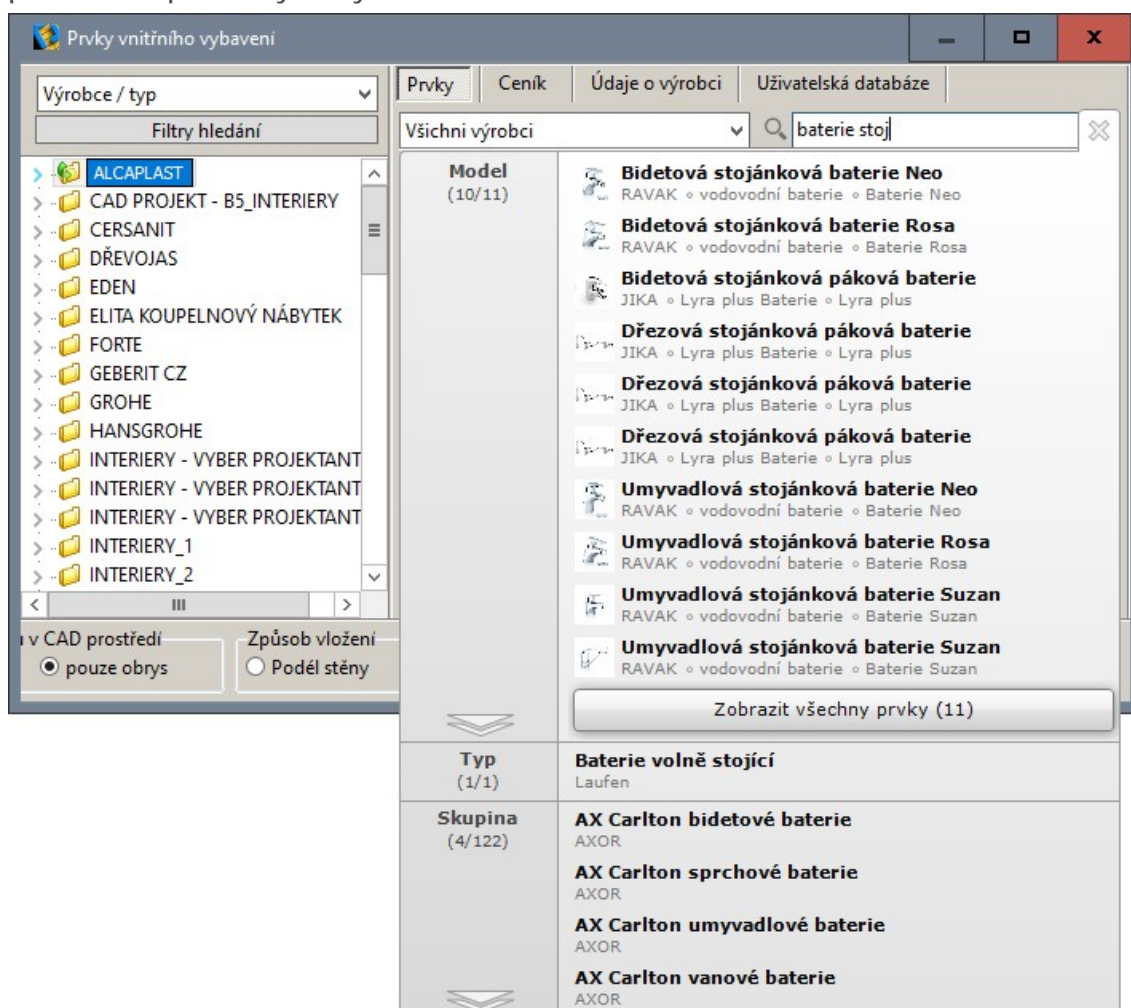 Prvky vnitřního vybavení
Výrobce / typ
Filtry hledání
ALCAPLAST
CAD PROJEKT - B5_INTERIERY
CERSANIT
DŘEVOJAS
EDEN
ELITA KOUPELNOVÝ NÁBYTEK
FORTE
GEBERIT CZ
GROHE
HANSGROHE
INTERIERY - VYBER PROJEKTANT
INTERIERY - VYBER PROJEKTANT
INTERIERY - VYBER PROJEKTANT
INTERIERY_1
INTERIERY_2
v CAD prostředí
pouze obrys
Způsob vložení
Podél stěny
Prvky Ceník Údaje o výrobci Uživatelská databáze
Všichni výrobci baterie stoj
Model
(10/11)
Bidetová stojánková baterie Neo
RAVAK ∘ vodovodní baterie ∘ Baterie Neo
Bidetová stojánková baterie Rosa
RAVAK ∘ vodovodní baterie ∘ Baterie Rosa
Bidetová stojánková páková baterie
JIKA ∘ Lyra plus Baterie ∘ Lyra plus
Dřezová stojánková páková baterie
JIKA ∘ Lyra plus Baterie ∘ Lyra plus
Dřezová stojánková páková baterie
JIKA ∘ Lyra plus Baterie ∘ Lyra plus
Dřezová stojánková páková baterie
JIKA ∘ Lyra plus Baterie ∘ Lyra plus
Umyvadlová stojánková baterie Neo
RAVAK ∘ vodovodní baterie ∘ Baterie Neo
Umyvadlová stojánková baterie Rosa
RAVAK ∘ vodovodní baterie ∘ Baterie Rosa
Umyvadlová stojánková baterie Suzan
RAVAK ∘ vodovodní baterie ∘ Baterie Suzan
Umyvadlová stojánková baterie Suzan
RAVAK ∘ vodovodní baterie ∘ Baterie Suzan
Zobrazit všechny prvky (11)
Typ
(1/1)
Baterie volně stojící
Laufen
Skupina
(4/122)
AX Carlton bidetové baterie
AXOR
AX Carlton sprchové baterie
AXOR
AX Carlton umyvadlové baterie
AXOR
AX Carlton vanové baterie
AXOR